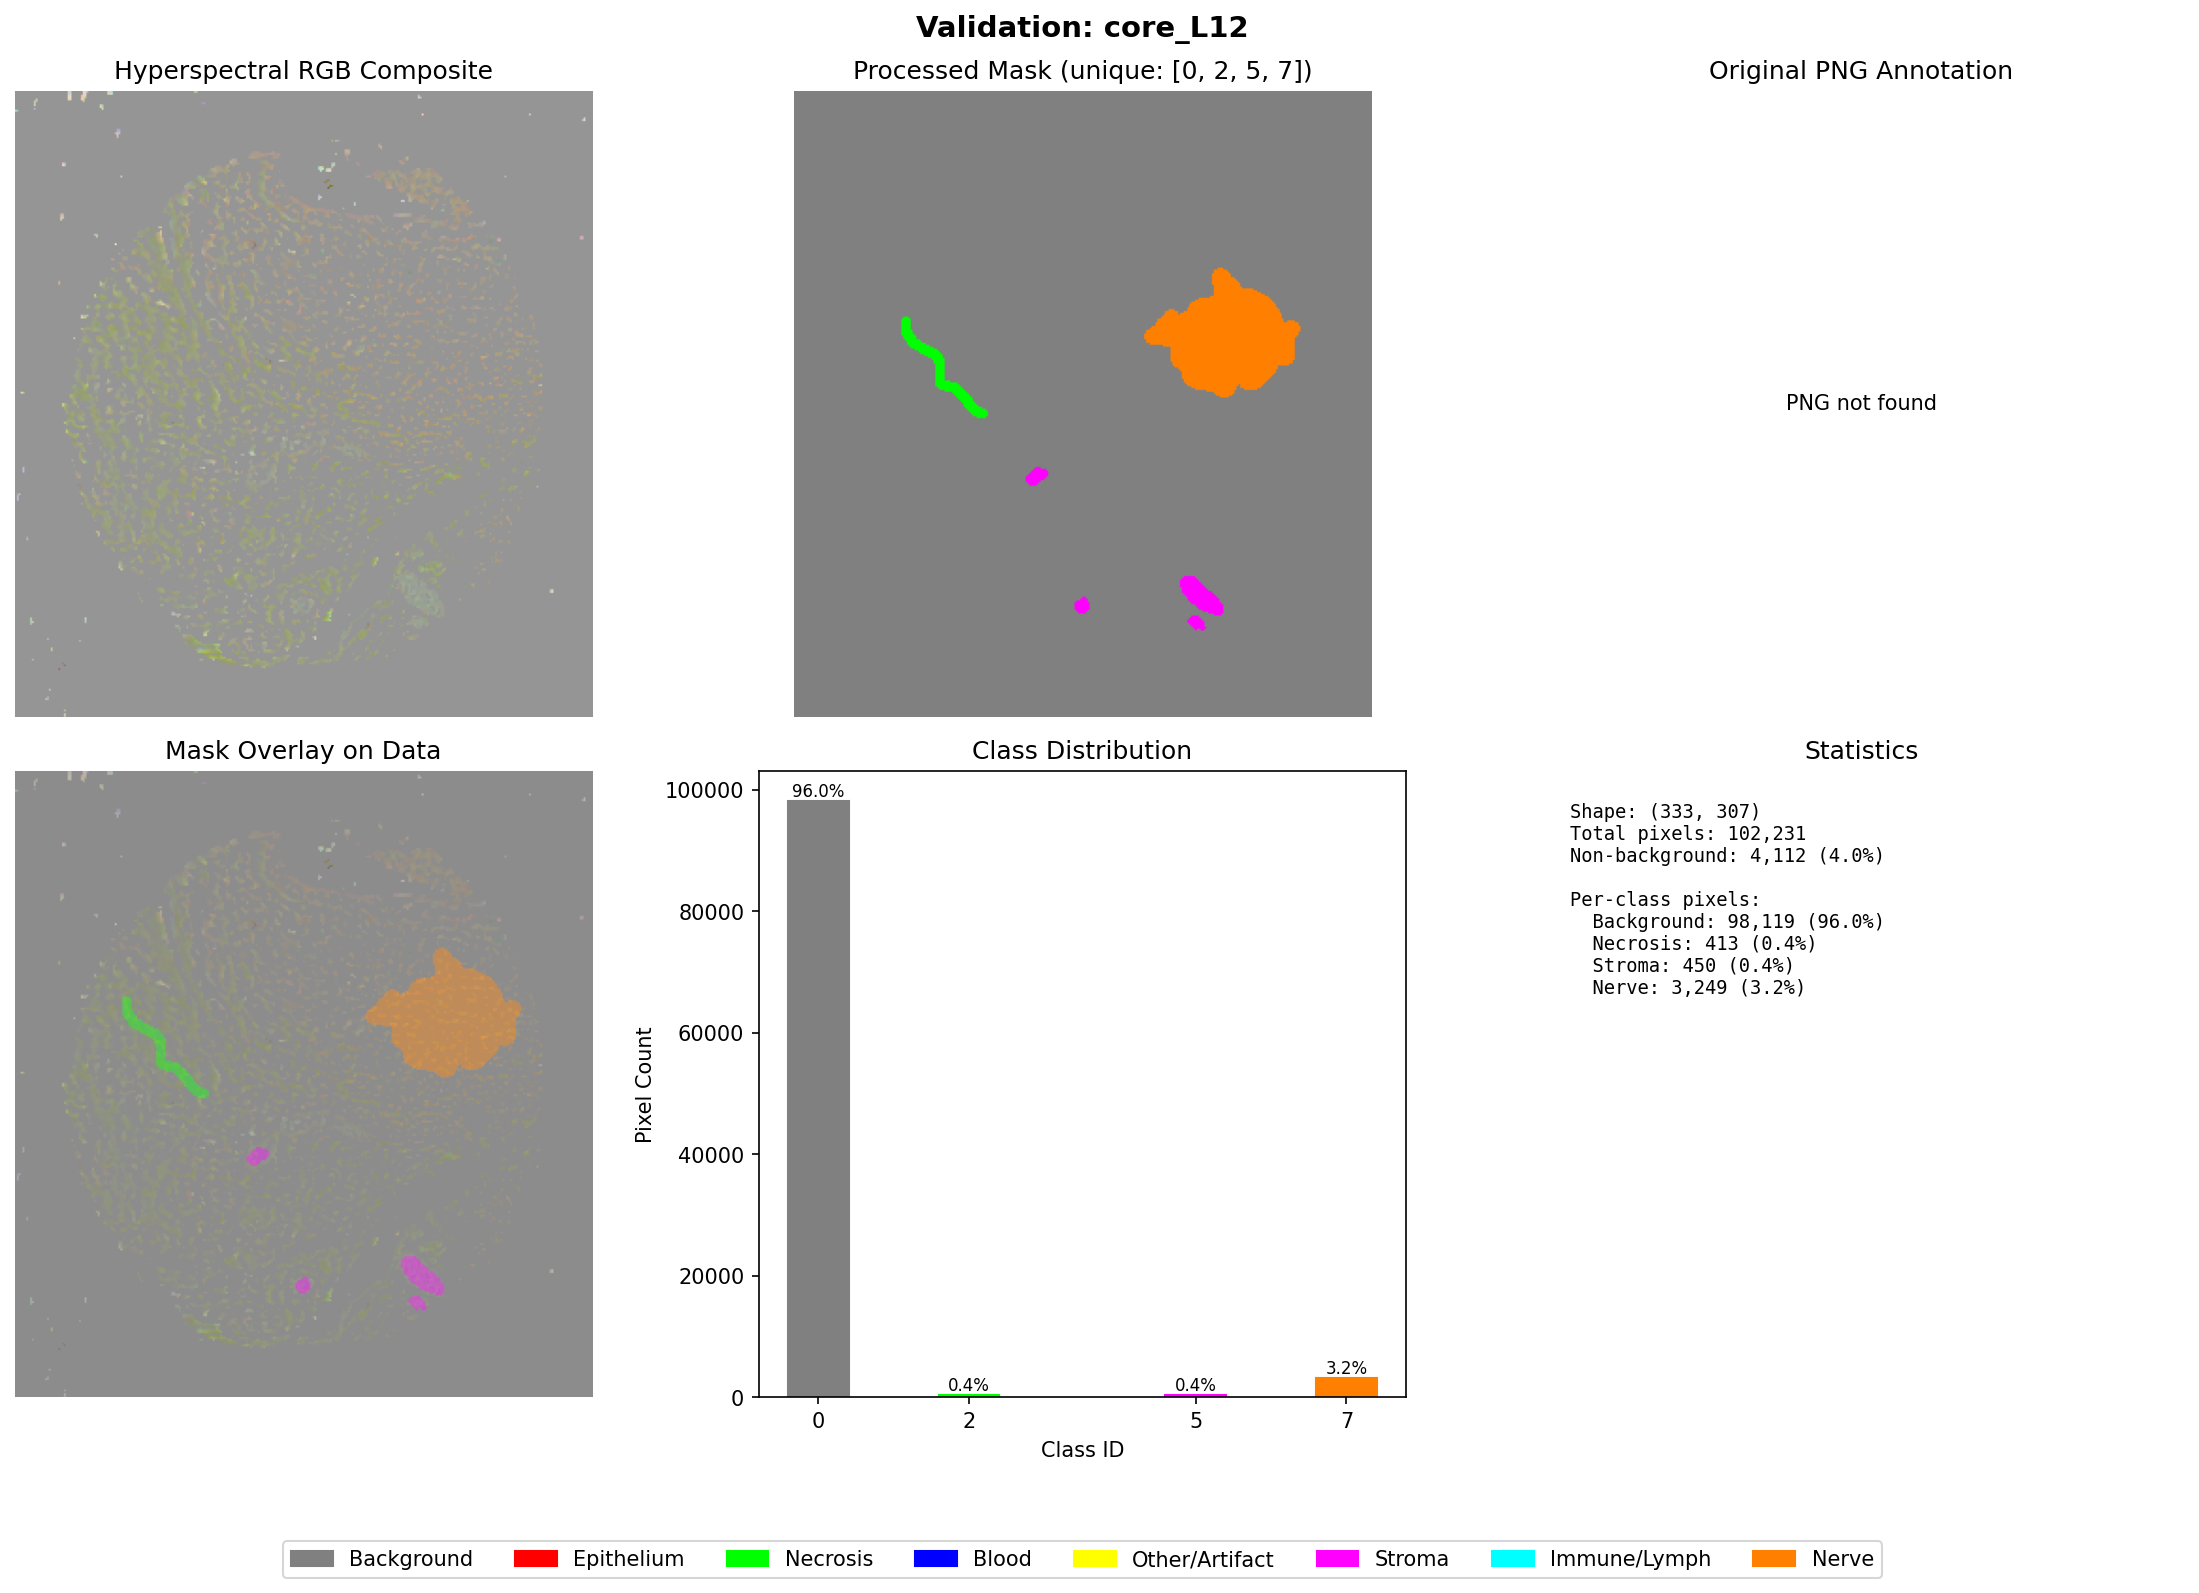 Validation: core_L12
Hyperspectral RGB Composite
Processed Mask (unique: [0, 2, 5, 7])
Original PNG Annotation
PNG not found
Mask Overlay on Data
Class Distribution
Pixel Count
100000
80000
60000
40000
20000
0
96.0%
0.4%
0.4%
3.2%
0
2
5
7
Class ID
Statistics
Shape: (333, 307)
Total pixels: 102,231
Non-background: 4,112 (4.0%)
Per-class pixels:
Background: 98,119 (96.0%)
Necrosis: 413 (0.4%)
Stroma: 450 (0.4%)
Nerve: 3,249 (3.2%)
Background
Epithelium
Necrosis
Blood
Other/Artifact
Stroma
Immune/Lymph
Nerve